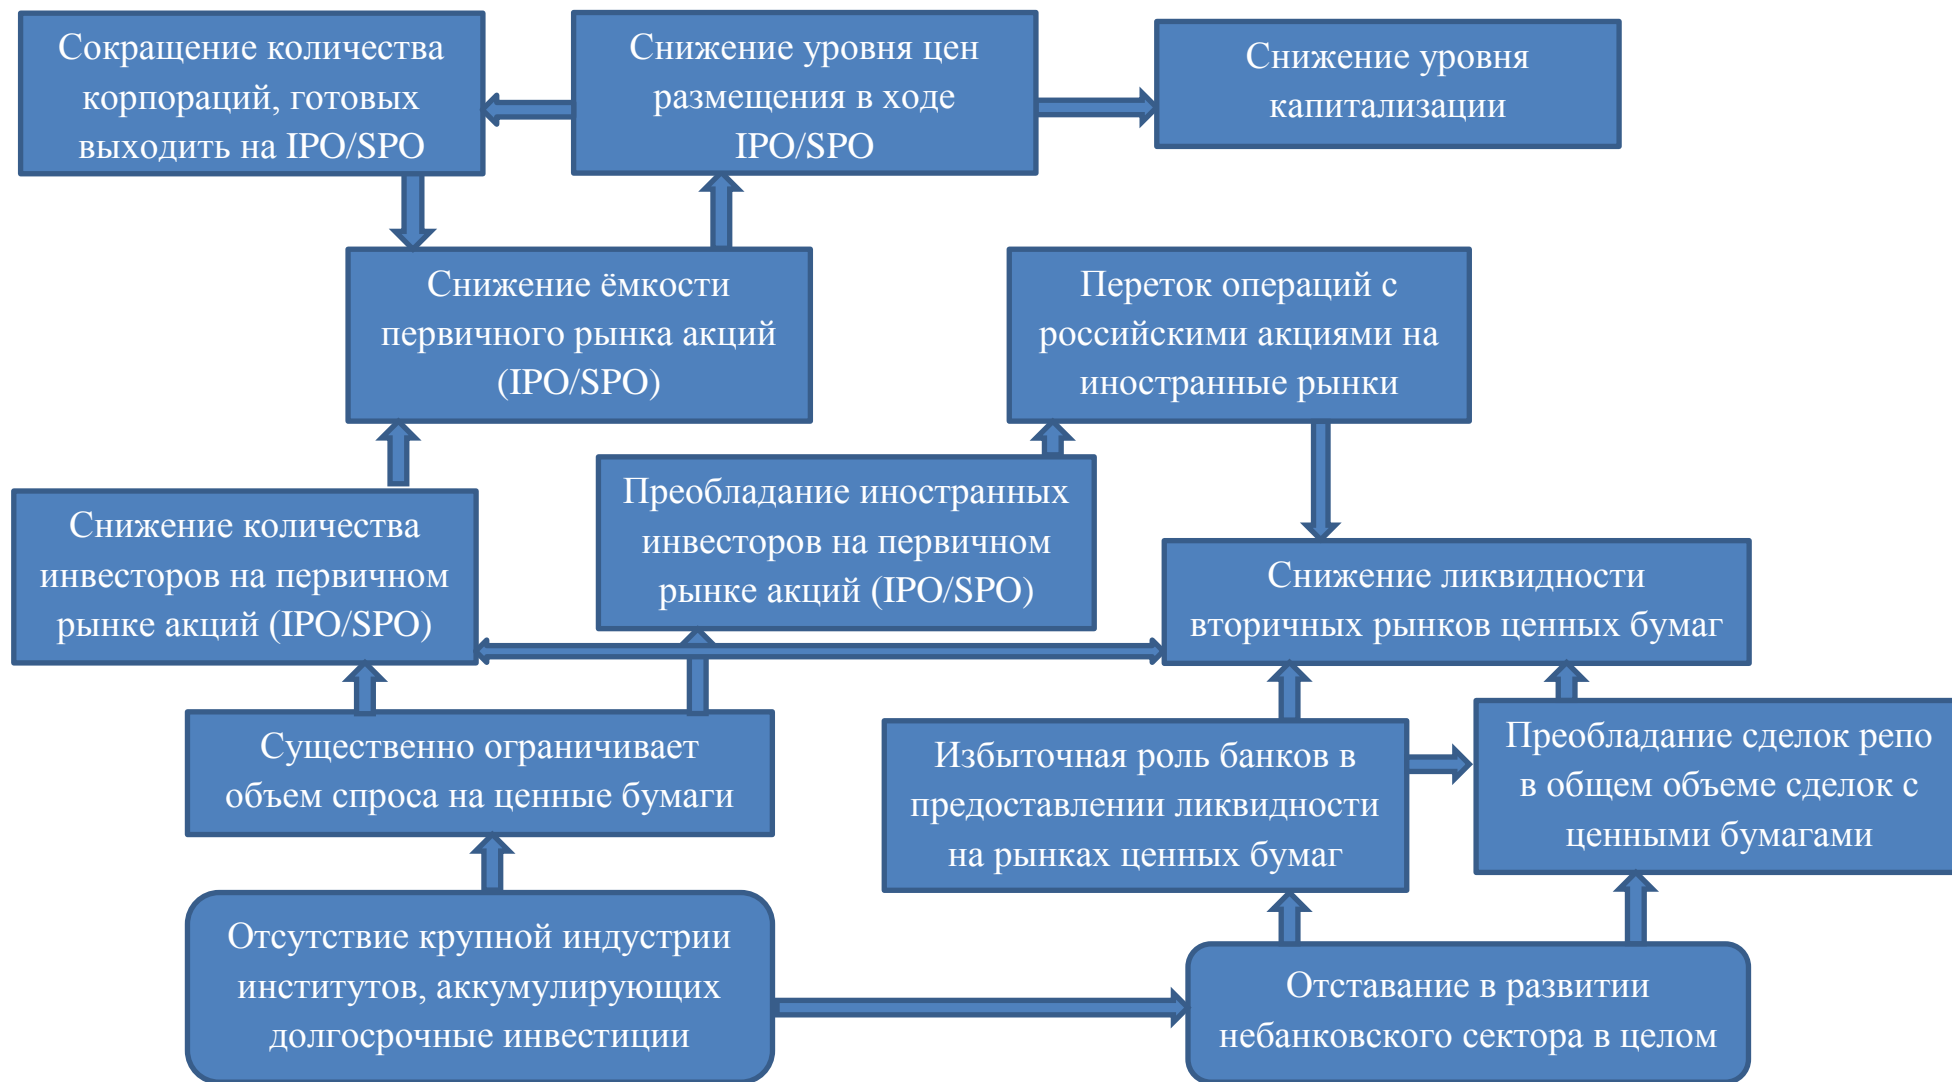 Сокращение количества
корпораций, готовых
выходить на IPO/SPO
Снижение уровня цен
размещения в ходе
IPO/SPO
Снижение уровня
капитализации
Снижение ёмкости
первичного рынка акций
(IPO/SPO)
Переток операций с
российскими акциями на
иностранные рынки
Снижение количества
инвесторов на первичном
рынке акций (IPO/SPO)
Преобладание иностранных
инвесторов на первичном
рынке акций (IPO/SPO)
Снижение ликвидности
вторичных рынков ценных бумаг
Существенно ограничивает
объем спроса на ценные бумаги
Избыточная роль банков в
предоставлении ликвидности
на рынках ценных бумаг
Преобладание сделок репо
в общем объеме сделок с
ценными бумагами
Отсутствие крупной индустрии
институтов, аккумулирующих
долгосрочные инвестиции
Отставание в развитии
небанковского сектора в целом